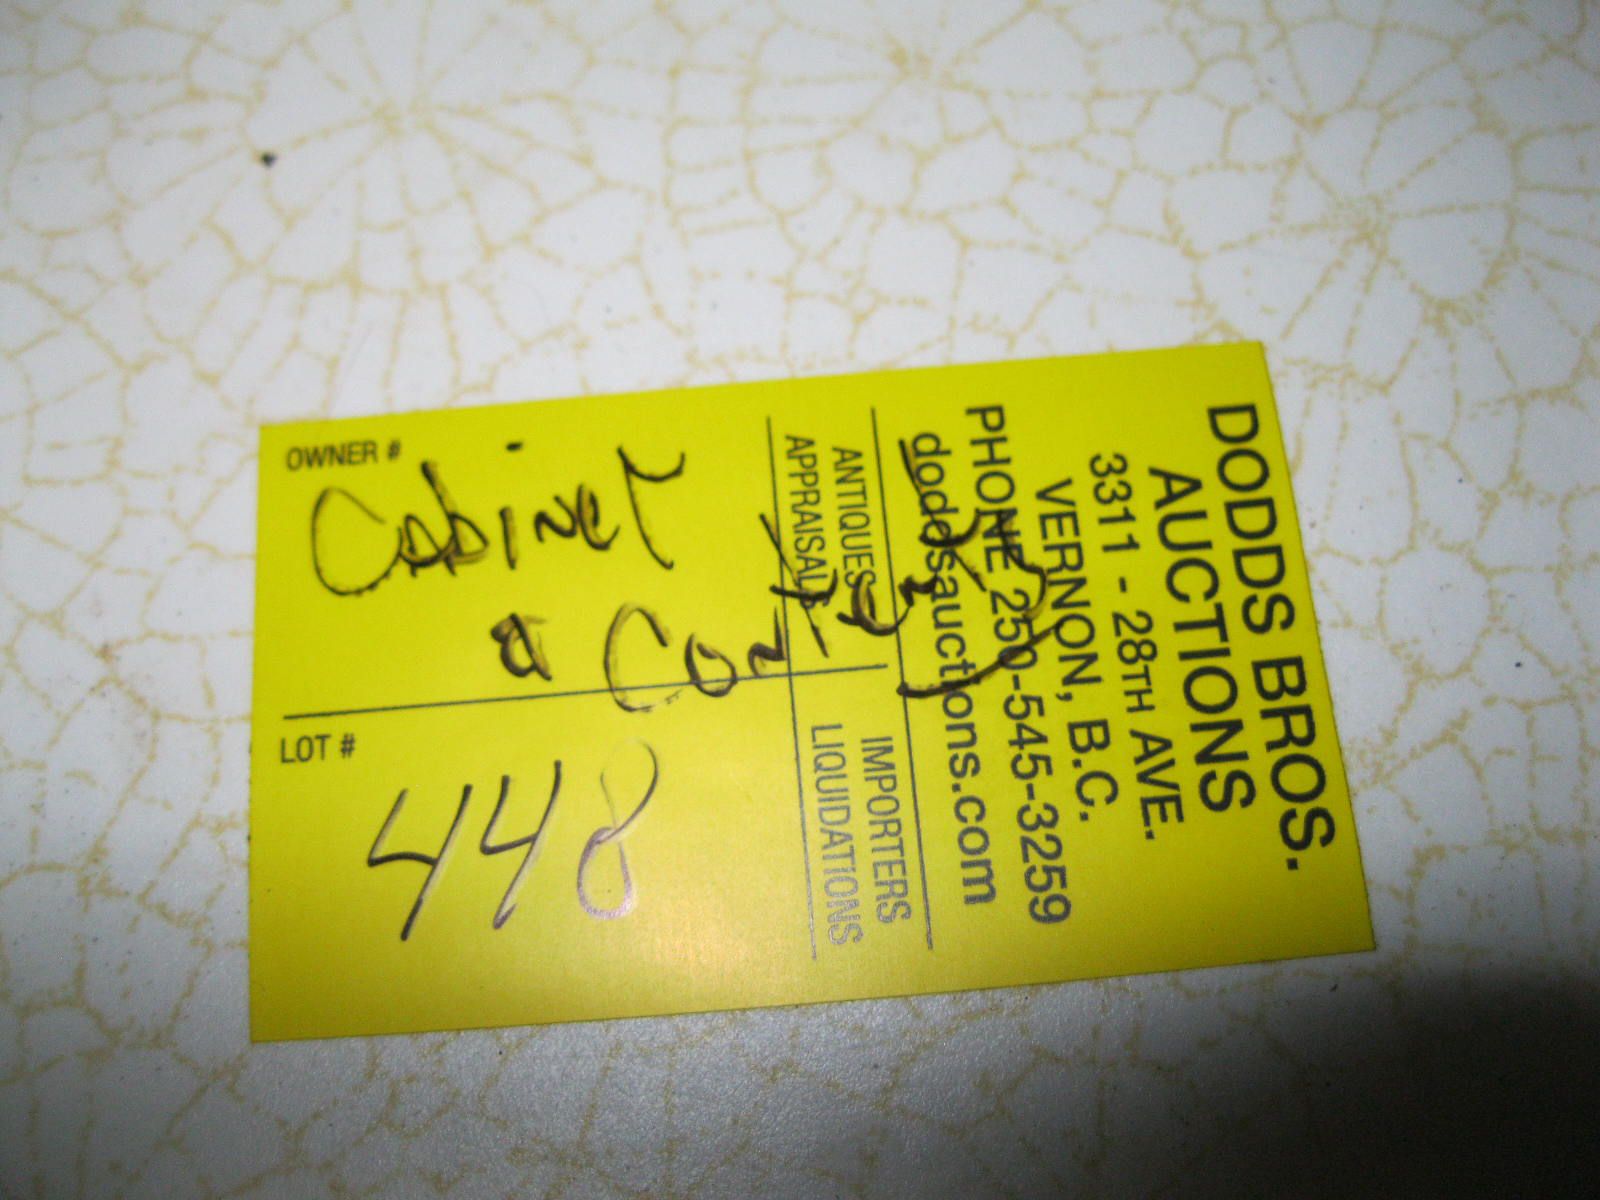 DODDS BROS.
AUCTIONS
3311 - 28TH AVE.
VERNON, B.C.
PHONE 250-545-3259
doddsauctions.com
ANTIQUES
APPRAISALS
IMPORTERS
LIQUIDATIONS
OWNER #
Cabinet
&
LOT #
448